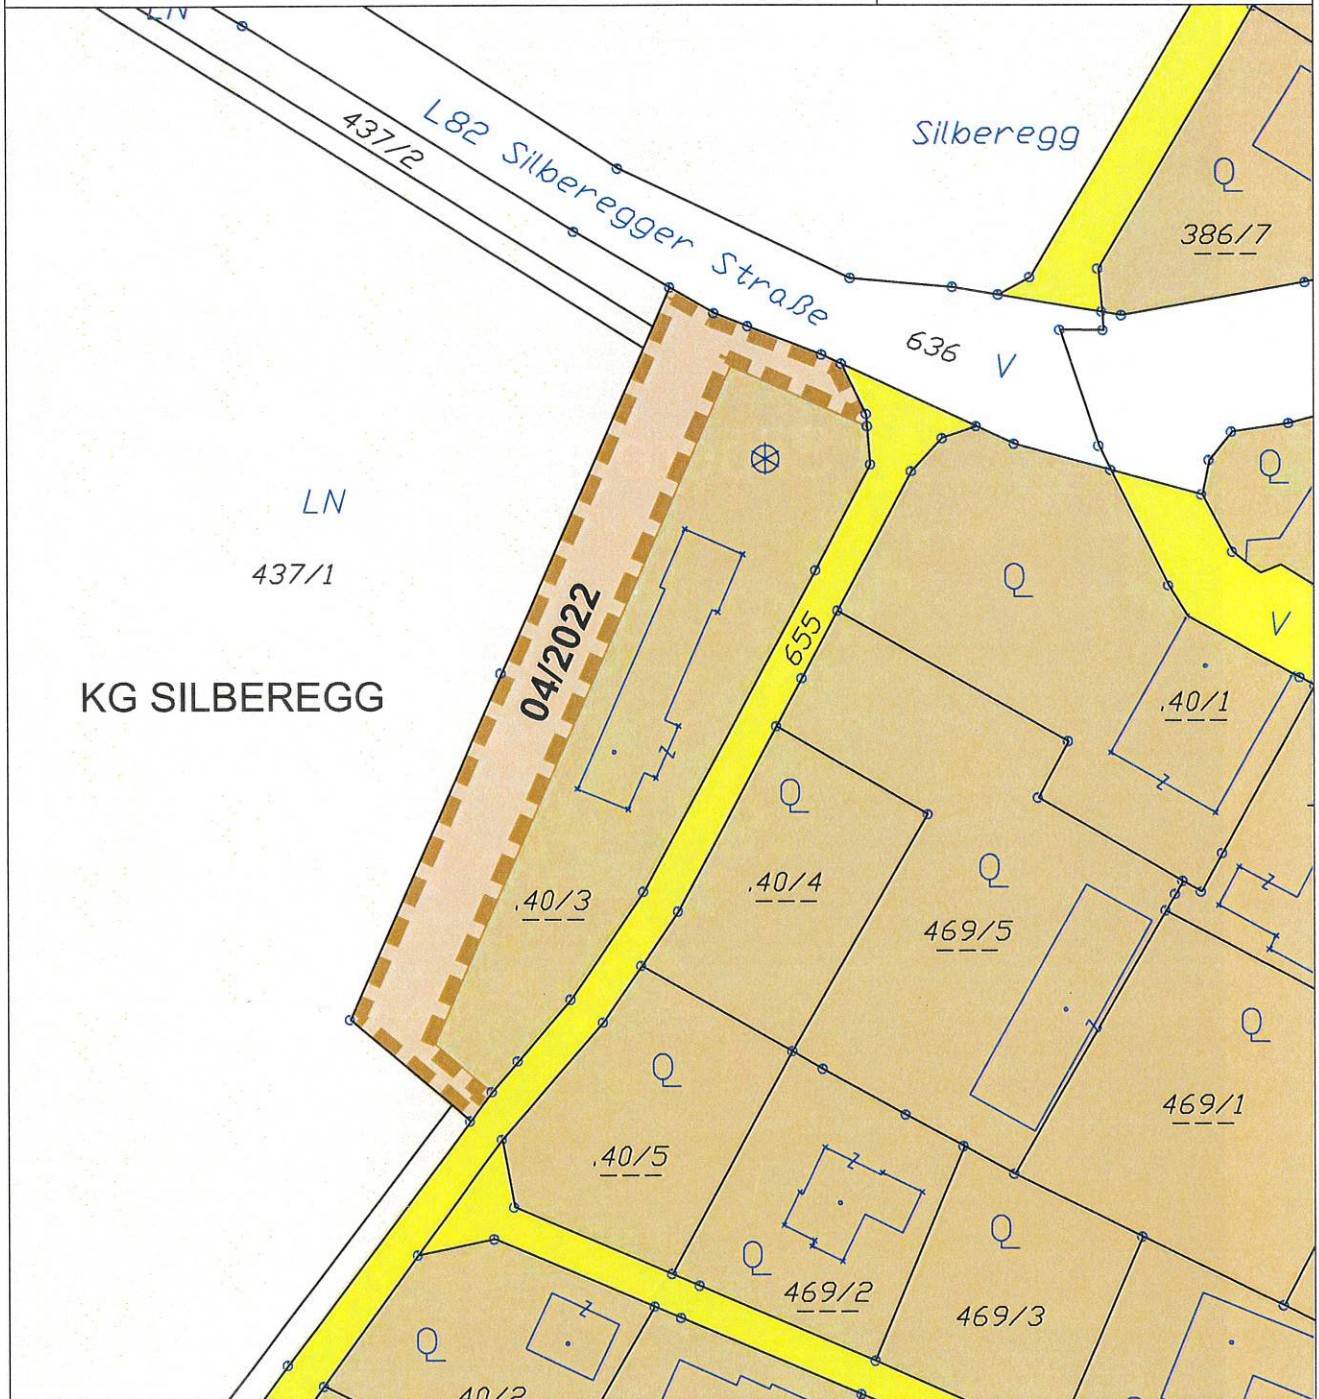 LN
437/2
L82 Silberegger Straße
Silberegg
Q
386/7
636
V
Q
LN
437/1
Q
04/2022
655
V
KG SILBEREGG
.40/1
Q
.40/3
.40/4
Q
469/5
Q
Q
469/1
.40/5
Q
Q
469/2
469/3
Q